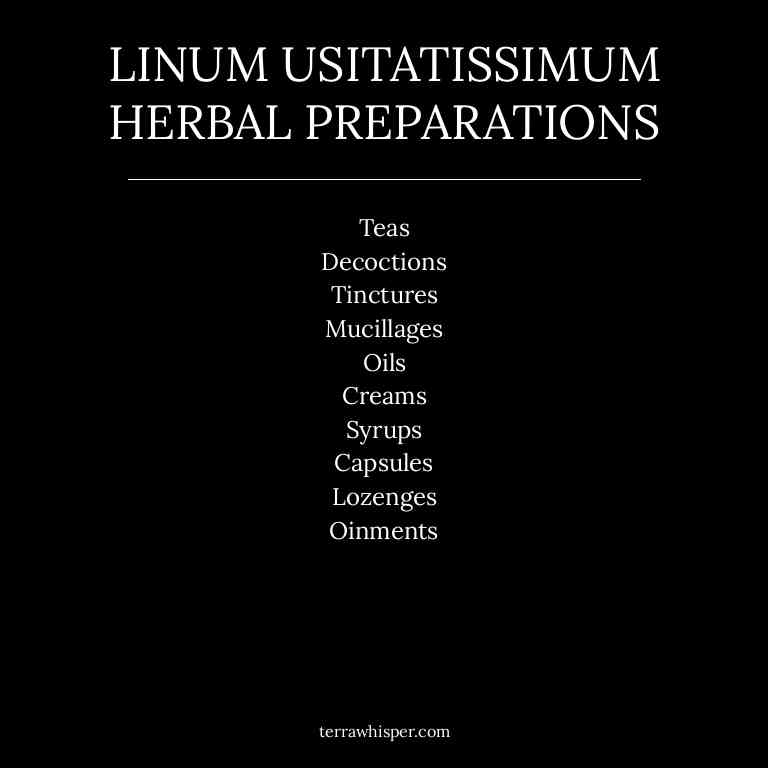 LINUM USITATISSIMUM
HERBAL PREPARATIONS
Teas
Decoctions
Tinctures
Mucillages
Oils
Creams
Syrups
Capsules
Lozenges
Oinments
terrawhisper.com